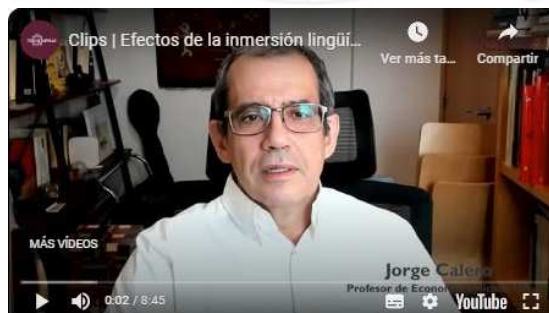 Clips | Efectos de la inmersión lingüí...
Ver más ta...
Compartir
MÁS VÍDEOS
Jorge Calero
Profesor de Econo
0:02 / 8:45
YouTube